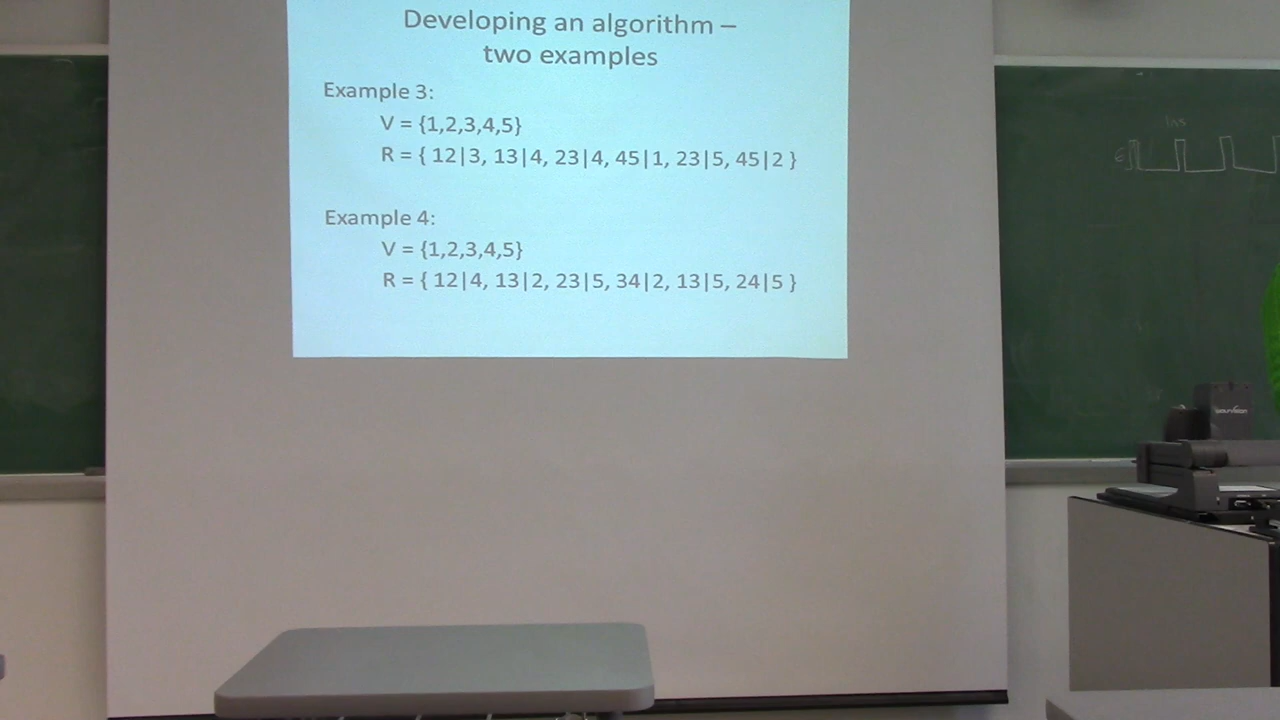 Developing an algorithm –
two examples
Example 3:
V = {1,2,3,4,5}
R = { 12|3, 13|4, 23|4, 45|1, 23|5, 45|2 }
Example 4:
V = {1,2,3,4,5}
R = { 12|4, 13|2, 23|5, 34|2, 13|5, 24|5 }